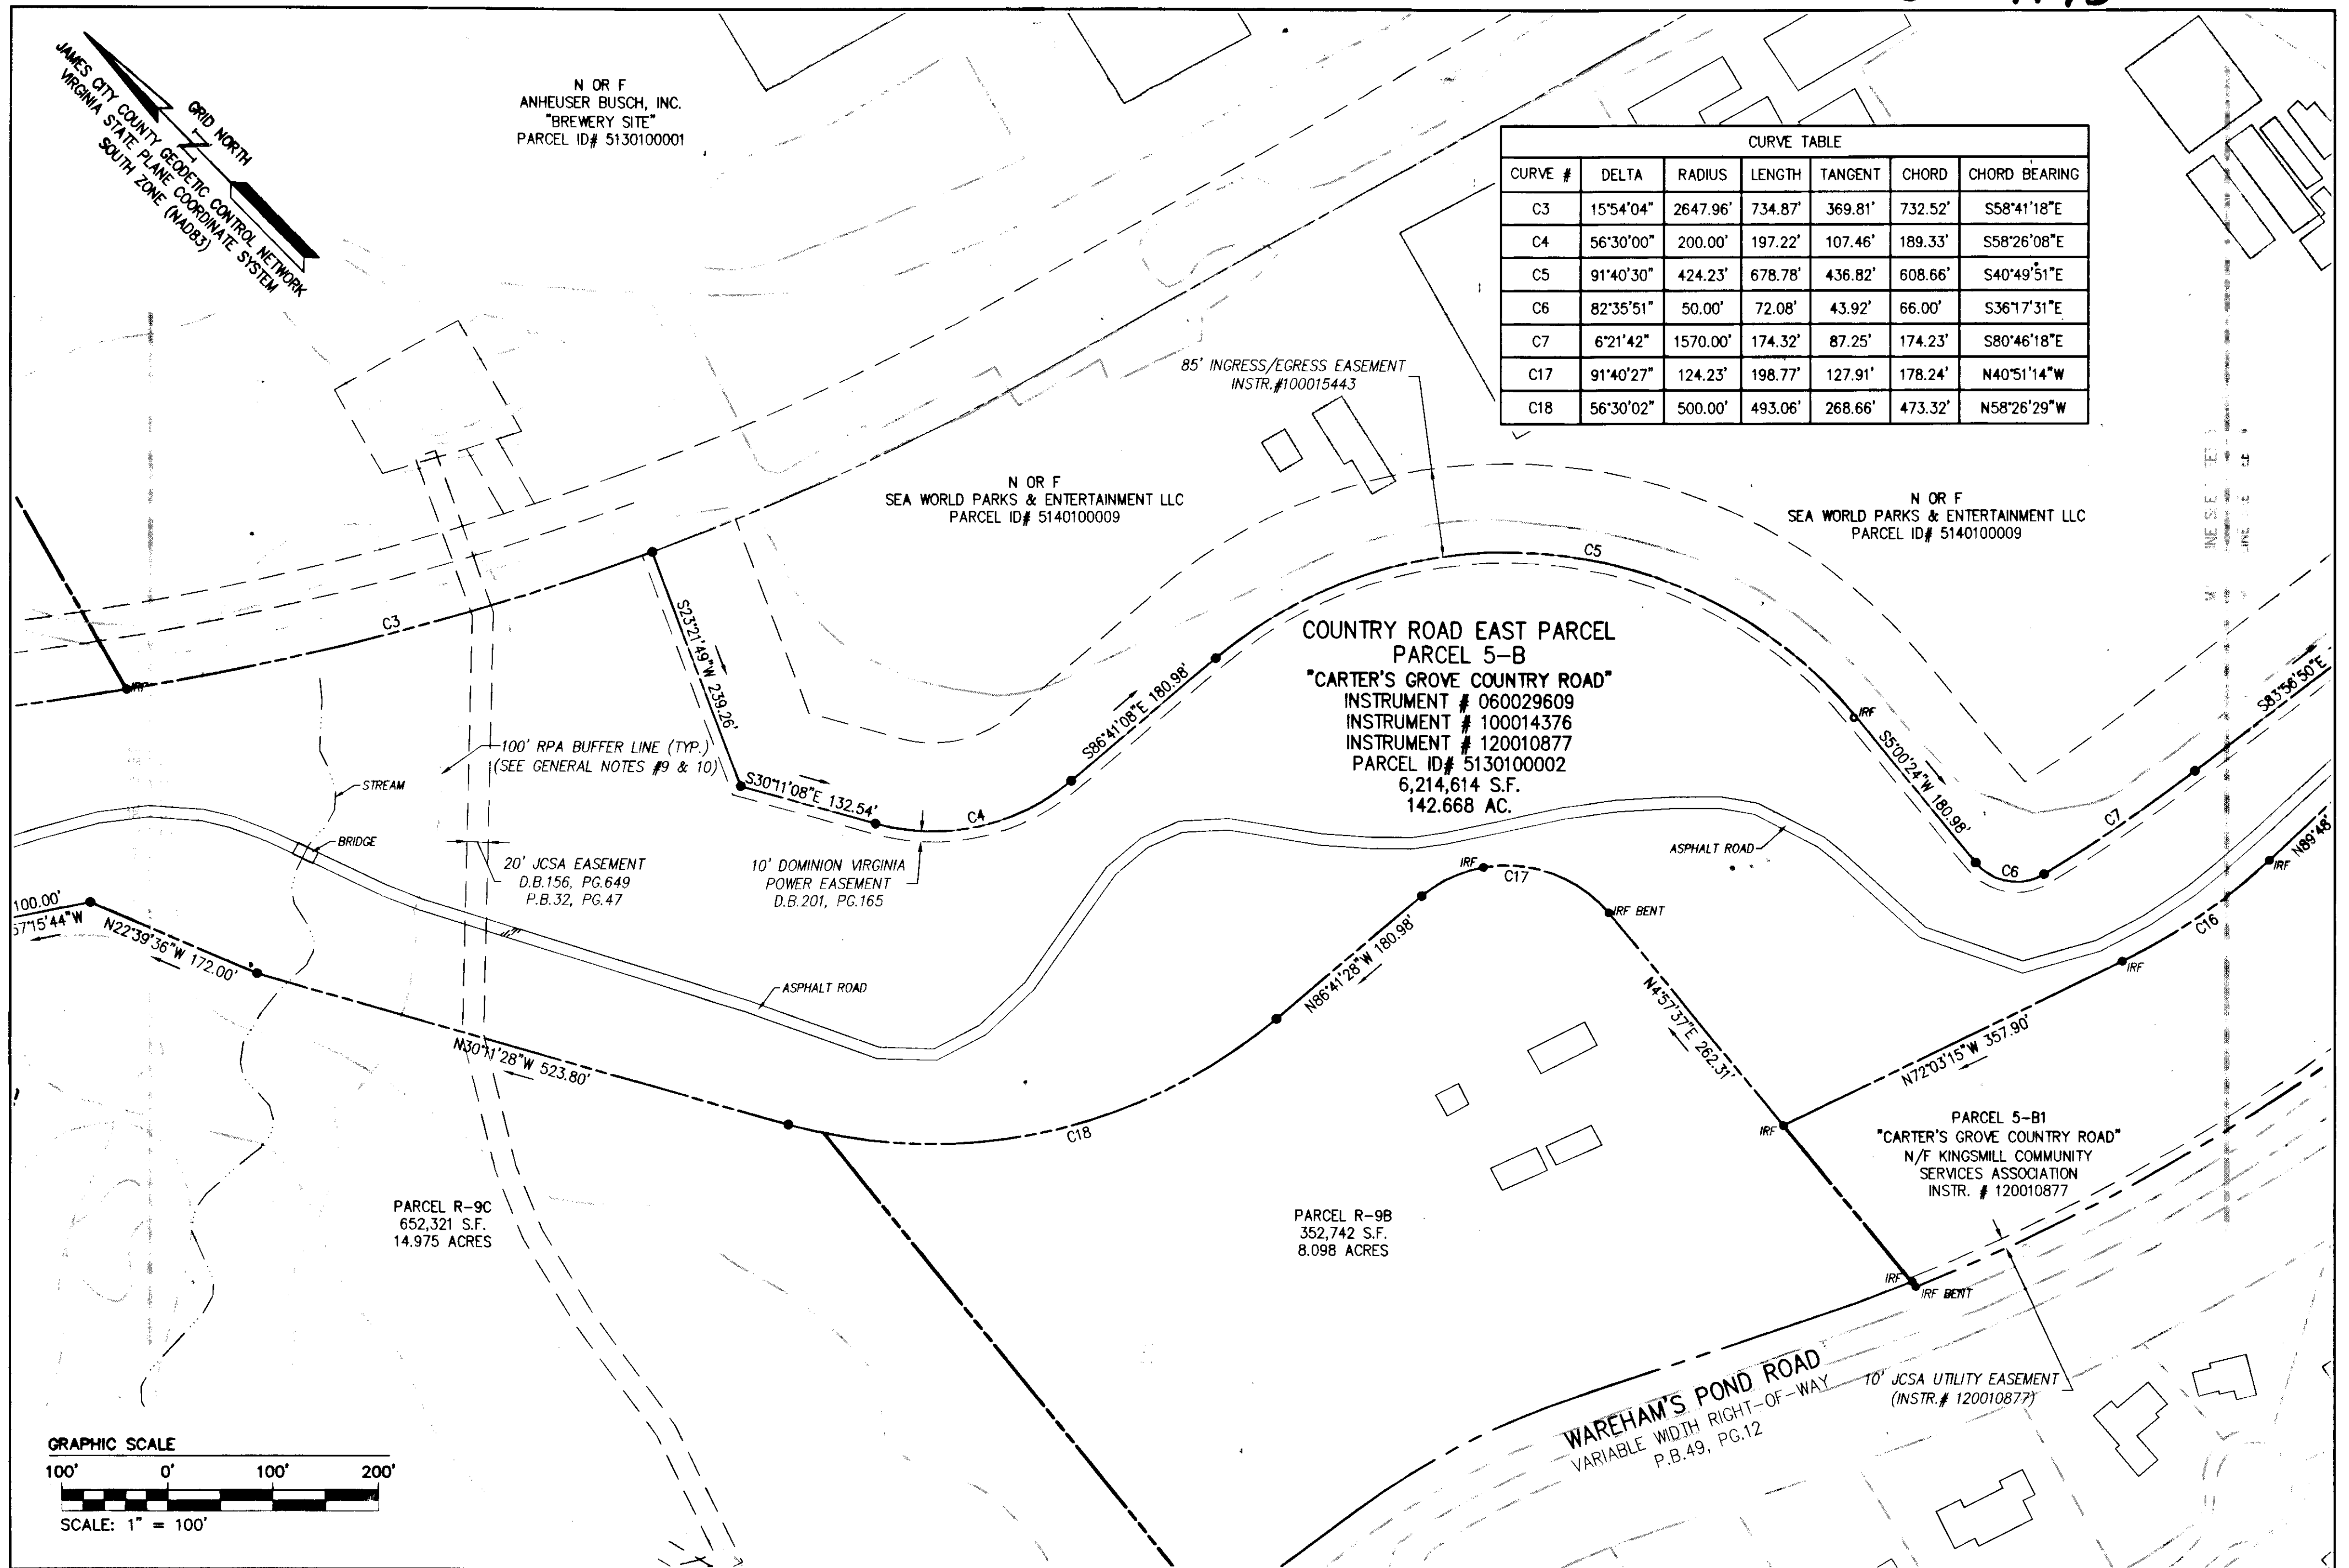 JAMES CITY COUNTY GEODETIC CONTROL NETWORK
VIRGINIA STATE PLANE COORDINATE SYSTEM
SOUTH ZONE (NAD83)
GRID NORTH
N OR F
ANHEUSER BUSCH, INC.
"BREWERY SITE"
PARCEL ID# 5130100001
CURVE TABLE
CURVE # DELTA RADIUS LENGTH TANGENT CHORD CHORD BEARING
C3 15°54'04" 2647.96' 734.87' 369.81' 732.52' S58°41'18"E
C4 56°30'00" 200.00' 197.22' 107.46' 189.33' S58°26'08"E
C5 91°40'30" 424.23' 678.78' 436.82' 608.66' S40°49'51"E
C6 82°35'51" 50.00' 72.08' 43.92' 66.00' S36°17'31"E
C7 6°21'42" 1570.00' 174.32' 87.25' 174.23' S80°46'18"E
C17 91°40'27" 124.23' 198.77' 127.91' 178.24' N40°51'14"W
C18 56°30'02" 500.00' 493.06' 268.66' 473.32' N58°26'29"W
85' INGRESS/EGRESS EASEMENT
INSTR.#100015443
N OR F
SEA WORLD PARKS & ENTERTAINMENT LLC
PARCEL ID# 5140100009
N OR F
SEA WORLD PARKS & ENTERTAINMENT LLC
PARCEL ID# 5140100009
C5
C3
IRF
S23°21'49"W 239.26'
S86°41'08"E 180.98'
COUNTRY ROAD EAST PARCEL
PARCEL 5-B
"CARTER'S GROVE COUNTRY ROAD"
INSTRUMENT # 060029609
INSTRUMENT # 100014376
INSTRUMENT # 120010877
PARCEL ID# 5130100002
6,214,614 S.F.
142.668 AC.
IRF
S5°00'24"W 180.98'
S83°56'50"E
100' RPA BUFFER LINE (TYP.)
(SEE GENERAL NOTES #9 & 10)
STREAM
S30°11'08"E 132.54'
C4
C7
C6
BRIDGE
20' JCSA EASEMENT
D.B.156, PG.649
P.B.32, PG.47
10' DOMINION VIRGINIA
POWER EASEMENT
D.B.201, PG.165
ASPHALT ROAD
IRF
C17
IRF BENT
N89°48'
IRF
C16
IRF
100.00'
57°15'44"W
N22°39'36"W 172.00'
ASPHALT ROAD
N86°41'28"W 180.98'
N4°57'37"E 262.31'
N30°11'28"W 523.80'
N72°03'15"W 357.90'
C18
IRF
PARCEL 5-B1
"CARTER'S GROVE COUNTRY ROAD"
N/F KINGSMILL COMMUNITY
SERVICES ASSOCIATION
INSTR. # 120010877
PARCEL R-9C
652,321 S.F.
14.975 ACRES
PARCEL R-9B
352,742 S.F.
8.098 ACRES
IRF
IRF BENT
WAREHAM'S POND ROAD
VARIABLE WIDTH RIGHT-OF-WAY
P.B.49, PG.12
10' JCSA UTILITY EASEMENT
(INSTR.# 120010877)
GRAPHIC SCALE
100' 0' 100' 200'
SCALE: 1" = 100'